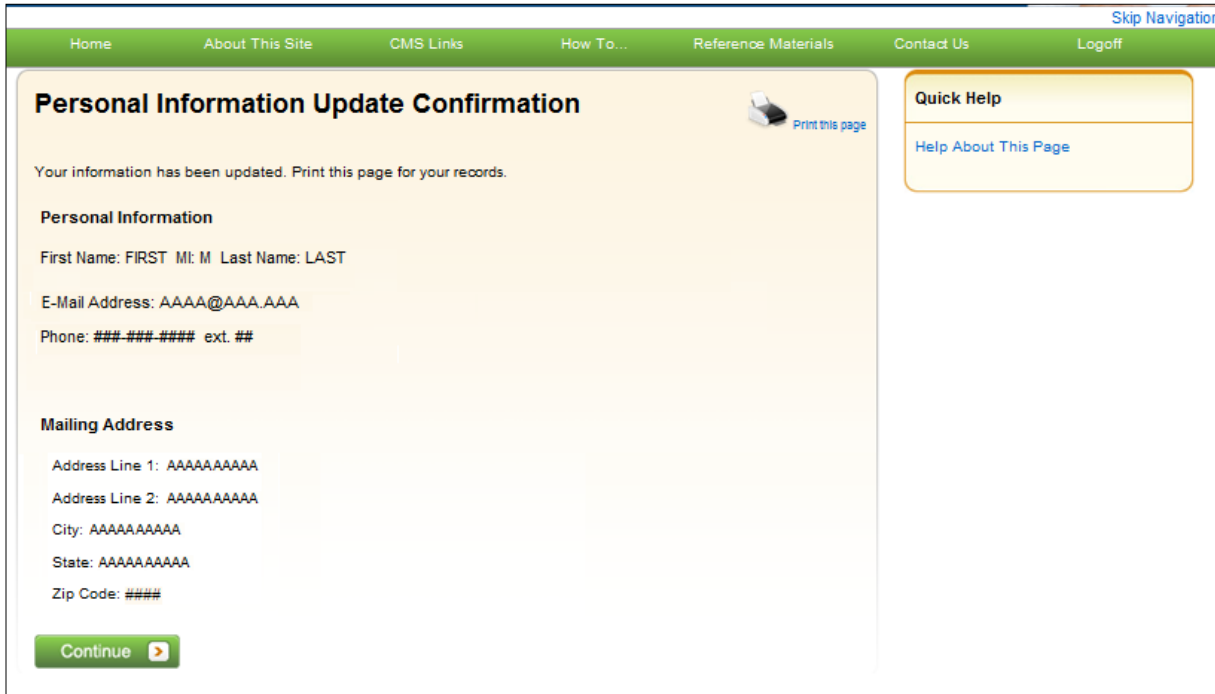 Skip Navigation
Home About This Site CMS Links How To... Reference Materials Contact Us Logoff
Personal Information Update Confirmation
Print this page
Your information has been updated. Print this page for your records.
Personal Information
First Name: FIRST MI: M Last Name: LAST
E-Mail Address: AAAA@AAA.AAA
Phone: ###-###-#### ext. ##
Mailing Address
Address Line 1: AAAAAAAAAA
Address Line 2: AAAAAAAAAA
City: AAAAAAAAAA
State: AAAAAAAAAA
Zip Code: ####
Continue
Quick Help
Help About This Page